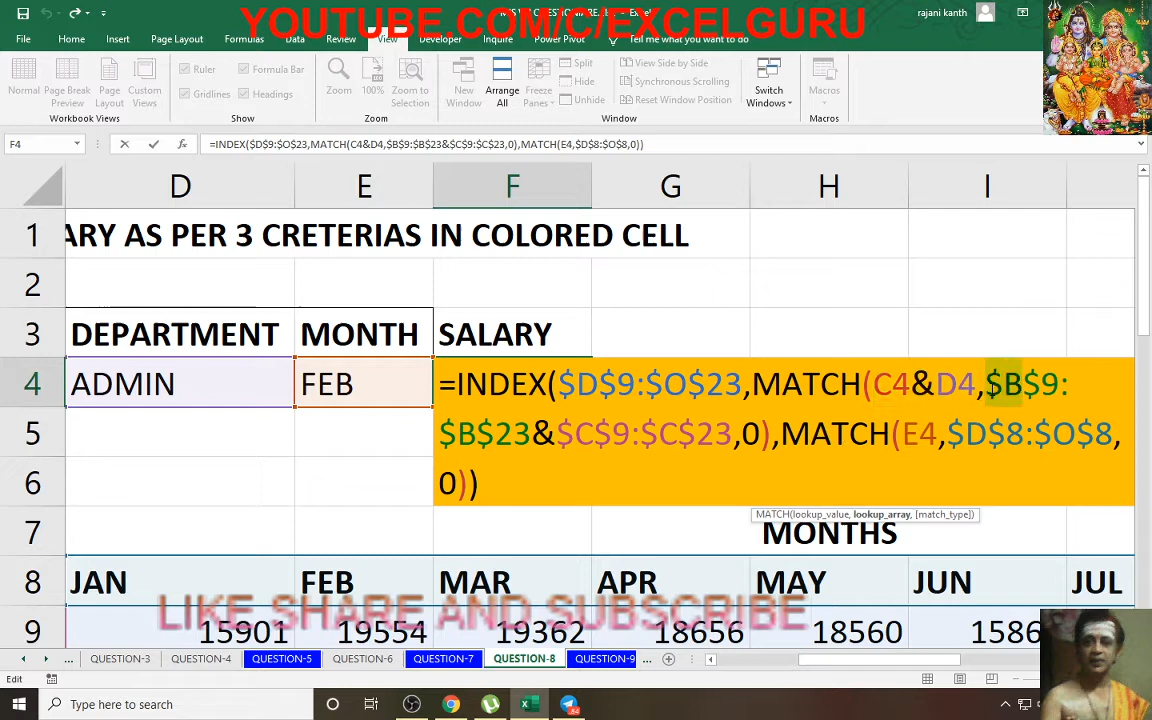 YOUTUBE.COM/C/EXCELGURU
rajani kanth
File Home Insert Page Layout Formulas Data Review View Developer Inquire Power Pivot Tell me what you want to do
Normal Page Break Preview Page Layout Custom Views
Ruler Formula Bar
Gridlines Headings
Zoom 100% Zoom to Selection
New Window Arrange All Freeze Panes
Split
Hide
Unhide
View Side by Side
Synchronous Scrolling
Reset Window Position
Switch Windows Macros
Workbook Views Show Zoom Window Macros
F4 fx =INDEX($D$9:$O$23,MATCH(C4&D4,$B$9:$B$23&$C$9:$C$23,0),MATCH(E4,$D$8:$O$8,0))
D E F G H I
1 ARY AS PER 3 CRETERIAS IN COLORED CELL
2
3 DEPARTMENT MONTH SALARY
4 ADMIN FEB =INDEX($D$9:$O$23,MATCH(C4&D4,$B$9:
5 $B$23&$C$9:$C$23,0),MATCH(E4,$D$8:$O$8,
6 0))
MATCH(lookup_value, lookup_array, [match_type])
7 MONTHS
8 JAN FEB MAR APR MAY JUN JUL
LIKE SHARE AND SUBSCRIBE
9 15901 19554 19362 18656 18560 1586
... QUESTION-3 QUESTION-4 QUESTION-5 QUESTION-6 QUESTION-7 QUESTION-8 QUESTION-9 ...
Edit
Type here to search